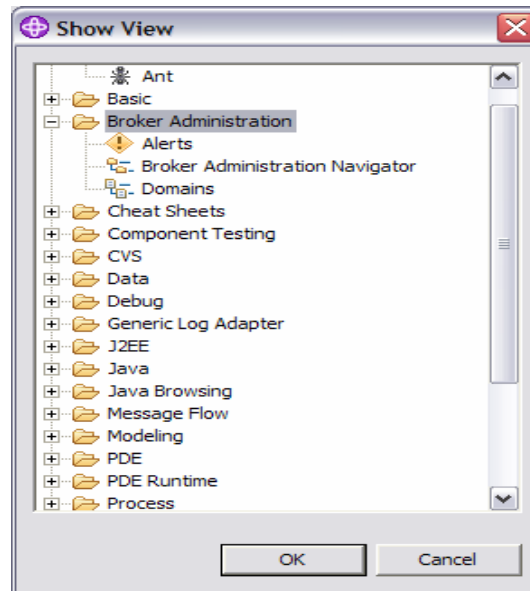 Show View
Ant
Basic
Broker Administration
Alerts
Broker Administration Navigator
Domains
Cheat Sheets
Component Testing
CVS
Data
Debug
Generic Log Adapter
J2EE
Java
Java Browsing
Message Flow
Modeling
PDE
PDE Runtime
Process
OK Cancel